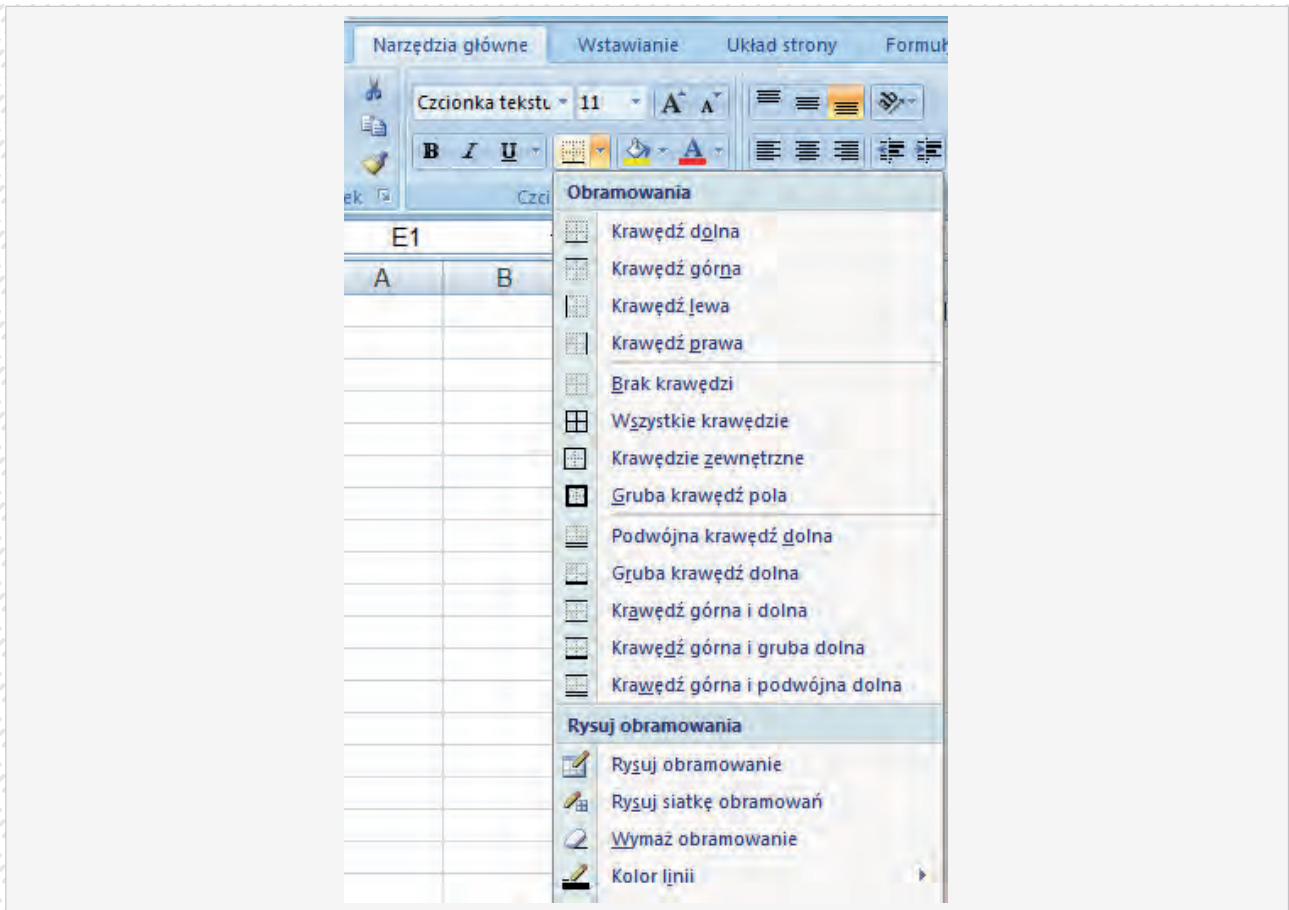 Narzędzia główne Wstawianie Układ strony Formuł
Czcionka tekstu 11 A A
B I U A
ek Czci
E1
A B
Obramowania
Krawędź dolna
Krawędź górna
Krawędź lewa
Krawędź prawa
Brak krawędzi
Wszystkie krawędzie
Krawędzie zewnętrzne
Gruba krawędź pola
Podwójna krawędź dolna
Gruba krawędź dolna
Krawędź górna i dolna
Krawędź górna i gruba dolna
Krawędź górna i podwójna dolna
Rysuj obramowania
Rysuj obramowanie
Rysuj siatkę obramowań
Wymaż obramowanie
Kolor linii